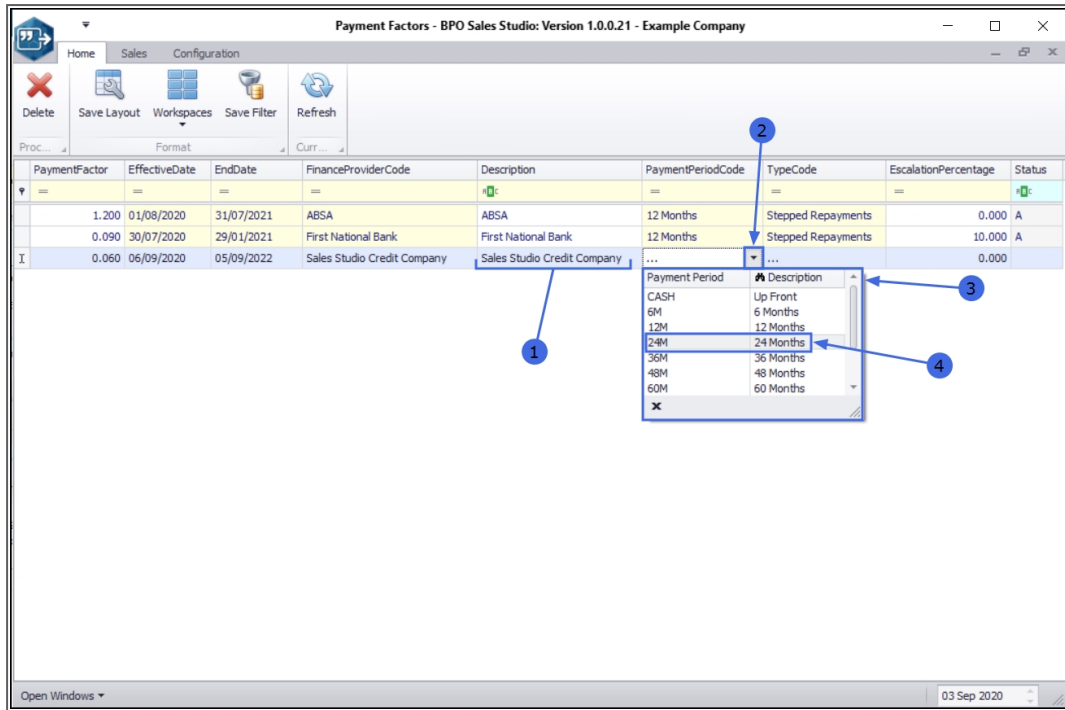 Payment Factors - BPO Sales Studio: Version 1.0.0.21 - Example Company
Home Sales Configuration
Delete Save Layout Workspaces Save Filter Refresh
Proc... Format Curr...
2
PaymentFactor EffectiveDate EndDate FinanceProviderCode Description PaymentPeriodCode TypeCode EscalationPercentage Status
= = = = = = =
1.200 01/08/2020 31/07/2021 ABSA ABSA 12 Months Stepped Repayments 0.000 A
0.090 30/07/2020 29/01/2021 First National Bank First National Bank 12 Months Stepped Repayments 10.000 A
0.060 06/09/2020 05/09/2022 Sales Studio Credit Company Sales Studio Credit Company ... ... 0.000
Payment Period Description
3
CASH Up Front
6M 6 Months
12M 12 Months
24M 24 Months
1
36M 36 Months
4
48M 48 Months
60M 60 Months
x
Open Windows 03 Sep 2020